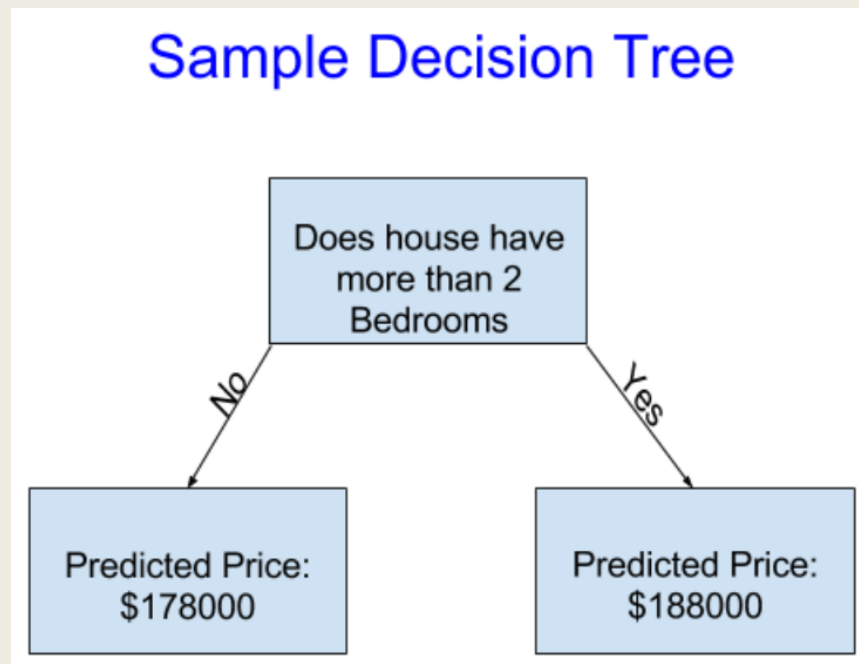 Sample Decision Tree
Does house have
more than 2
Bedrooms
No
Yes
Predicted Price:
$178000
Predicted Price:
$188000